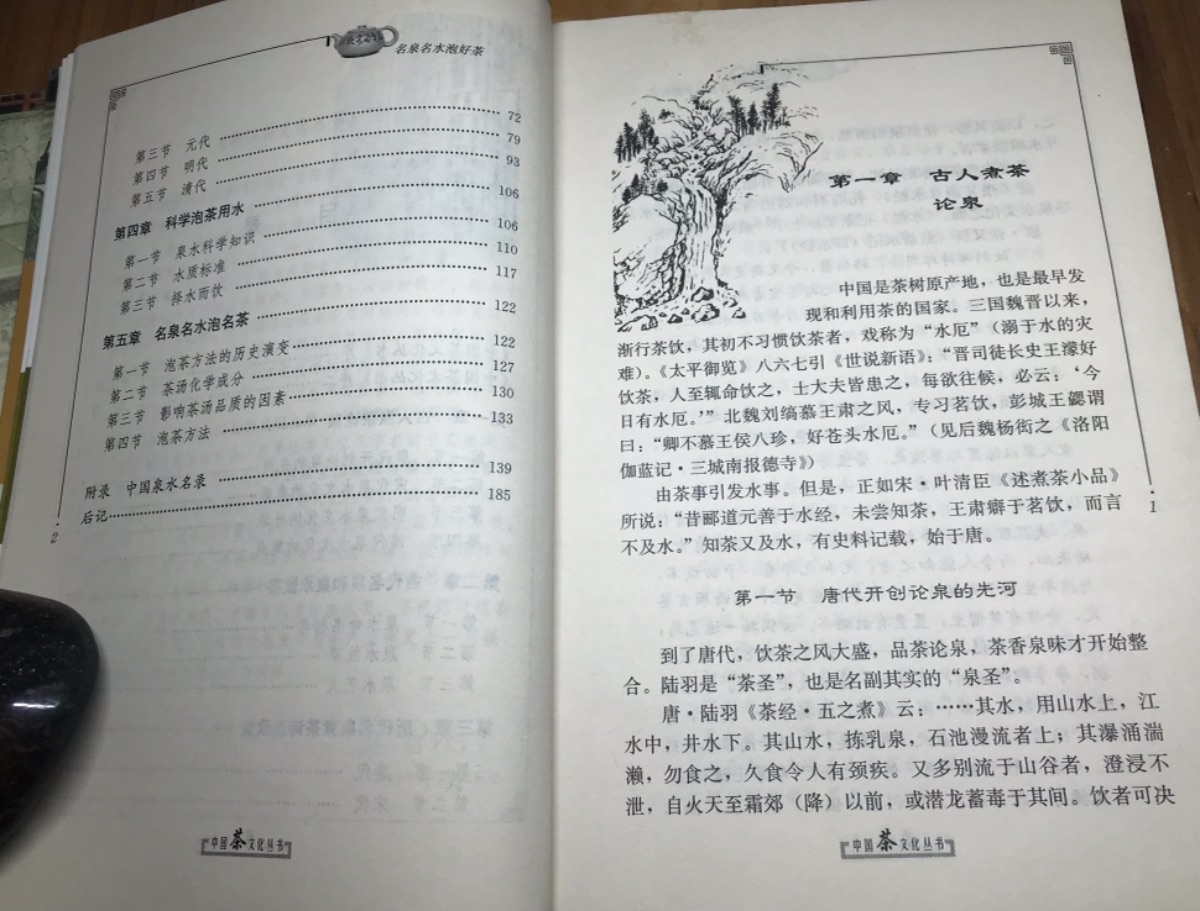 名泉名水泡好茶
第三节 元代 72
第四节 明代 79
第五节 清代 93
第四章 科学泡茶用水 106
第一节 泉水科学知识 106
第二节 水质标准 110
第三节 择水而饮 117
第五章 名泉名水泡名茶 122
第一节 泡茶方法的历史演变 122
第二节 茶汤化学成分 127
第三节 影响茶汤品质的因素 130
第四节 泡茶方法 133
附录 中国泉水名录 139
后记 185
2
中国茶文化丛书
第一章 古人煮茶
论泉
中国是茶树原产地，也是最早发
现和利用茶的国家。三国魏晋以来，
渐行茶饮，其初不习惯饮茶者，戏称为“水厄”（溺于水的灾
难）。《太平御览》八六七引《世说新语》：“晋司徒长史王濛好
饮茶，人至辄命饮之，士大夫皆患之，每欲往候，必云：‘今
日有水厄。’”北魏刘缟慕王肃之风，专习茗饮，彭城王勰谓
曰：“卿不慕王侯八珍，好苍头水厄。”（见后魏杨衒之《洛阳
伽蓝记·三城南报德寺》）
由茶事引发水事。但是，正如宋·叶清臣《述煮茶小品》
所说：“昔郦道元善于水经，未尝知茶，王肃癖于茗饮，而言
不及水。”知茶又及水，有史料记载，始于唐。
第一节 唐代开创论泉的先河
到了唐代，饮茶之风大盛，品茶论泉，茶香泉味才开始整
合。陆羽是“茶圣”，也是名副其实的“泉圣”。
唐·陆羽《茶经·五之煮》云：……其水，用山水上，江
水中，井水下。其山水，拣乳泉，石池漫流者上；其瀑涌湍
濑，勿食之，久食令人有颈疾。又多别流于山谷者，澄浸不
泄，自火天至霜郊（降）以前，或潜龙蓄毒于其间。饮者可决
1
中国茶文化丛书